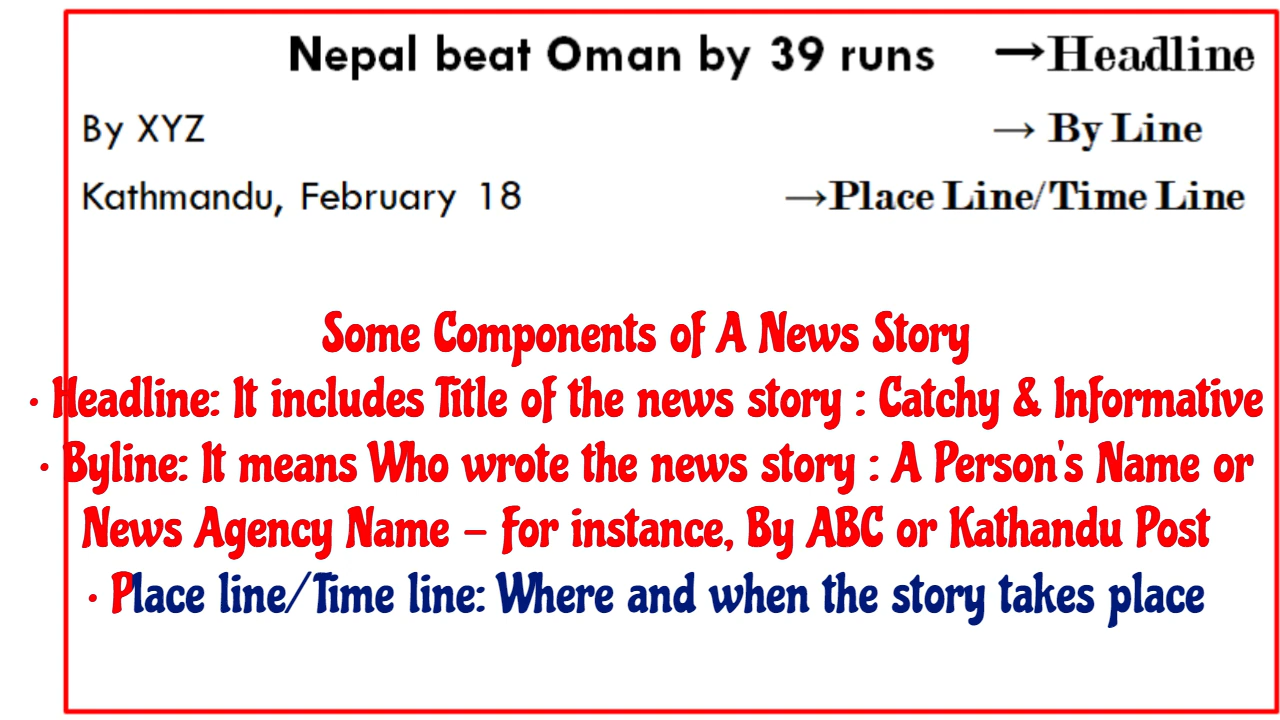 Nepal beat Oman by 39 runs →Headline
By XYZ → By Line
Kathmandu, February 18 →Place Line/Time Line
Some Components of A News Story
· Headline: It includes Title of the news story : Catchy & Informative
· Byline: It means Who wrote the news story : A Person's Name or
News Agency Name – For instance, By ABC or Kathandu Post
· Place line/Time line: Where and when the story takes place